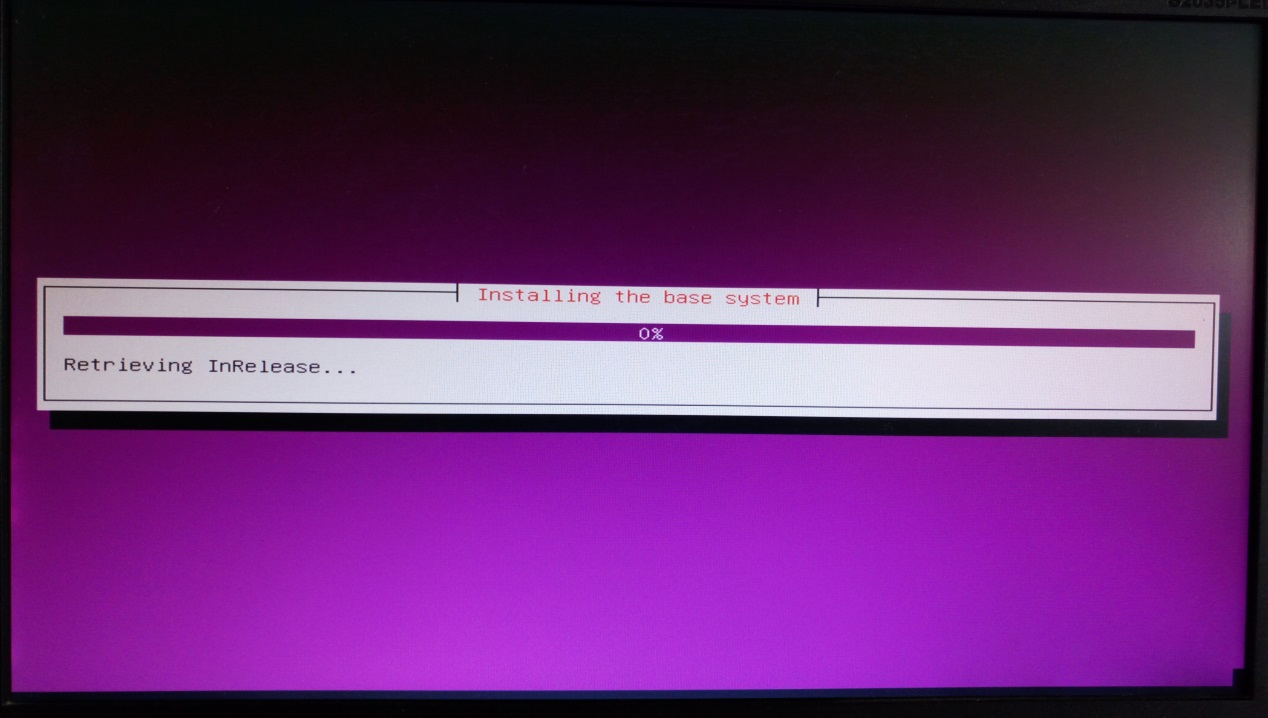 Installing the base system
0%
Retrieving InRelease...